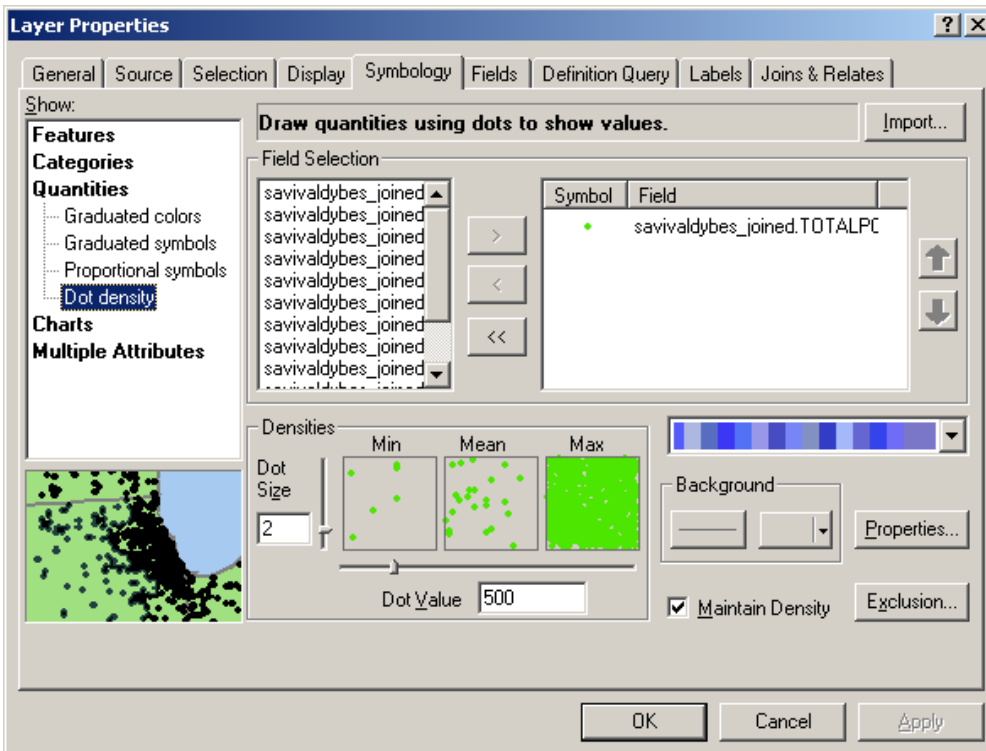 Layer Properties
General Source Selection Display Symbology Fields Definition Query Labels Joins & Relates
Show:
Features
Categories
Quantities
Graduated colors
Graduated symbols
Proportional symbols
Dot density
Charts
Multiple Attributes
Draw quantities using dots to show values.
Import...
Field Selection
savivaldybes_joined
savivaldybes_joined
savivaldybes_joined
savivaldybes_joined
savivaldybes_joined
savivaldybes_joined
savivaldybes_joined
savivaldybes_joined
savivaldybes_joined
>
<
<<
Symbol Field
savivaldybes_joined.TOTALPO
Densities
Min Mean Max
Dot
Size
2
Dot Value 500
Background
Properties...
Maintain Density
Exclusion...
OK Cancel Apply